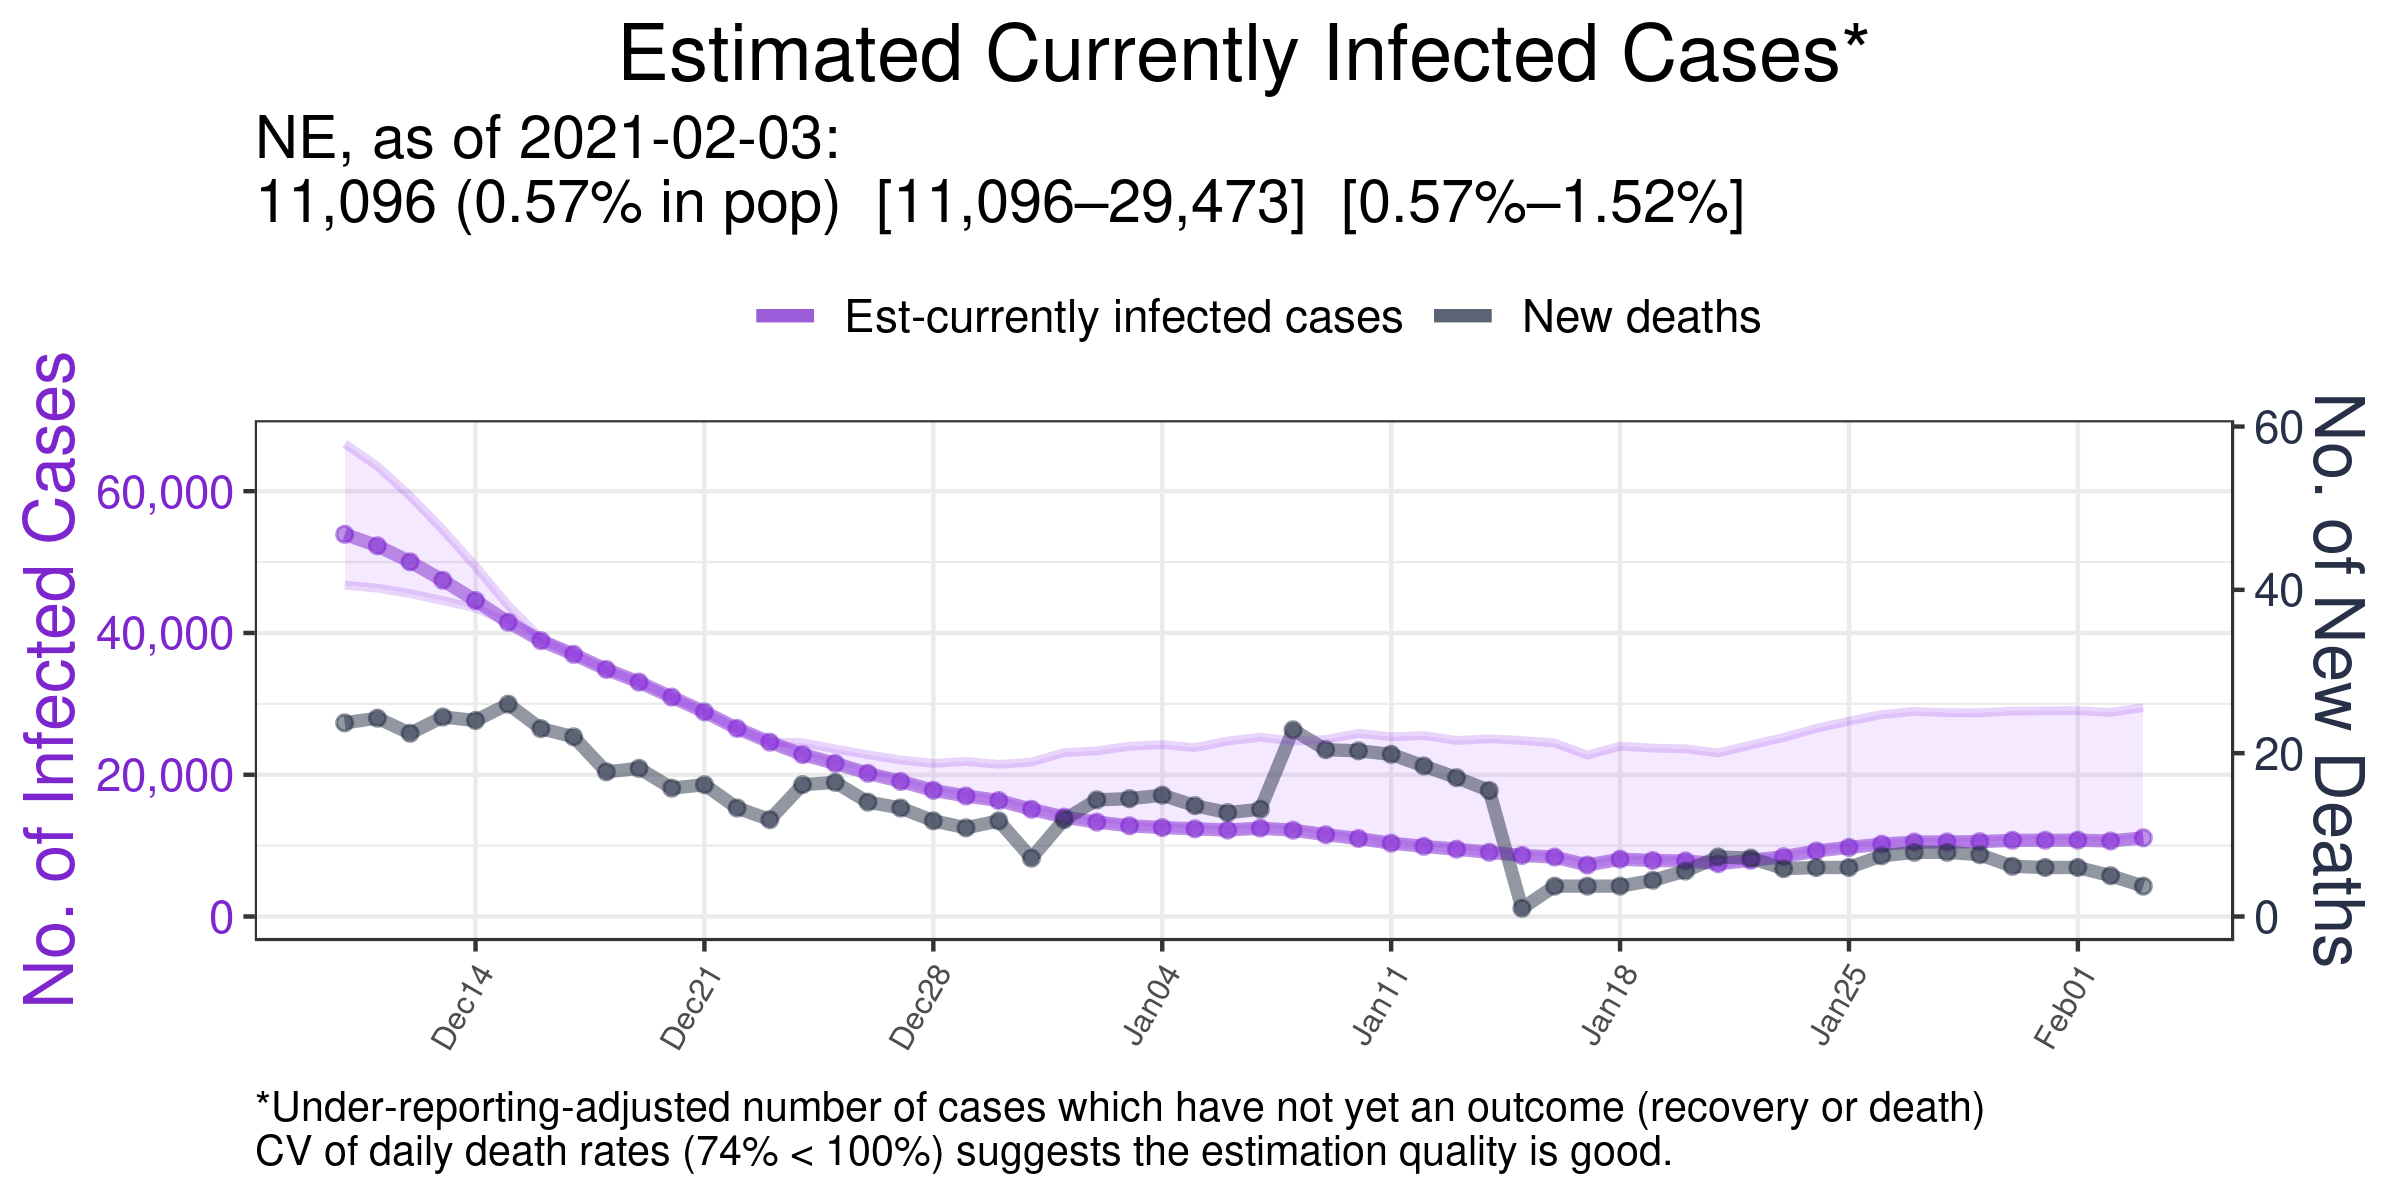 Estimated Currently Infected Cases*
NE, as of 2021-02-03:
11,096 (0.57% in pop) [11,096–29,473] [0.57%–1.52%]
Est-currently infected cases
New deaths
No. of Infected Cases
60,000
40,000
20,000
0
60
40
20
0
No. of New Deaths
Dec14
Dec21
Dec28
Jan04
Jan11
Jan18
Jan25
Feb01
*Under-reporting-adjusted number of cases which have not yet an outcome (recovery or death)
CV of daily death rates (74% < 100%) suggests the estimation quality is good.